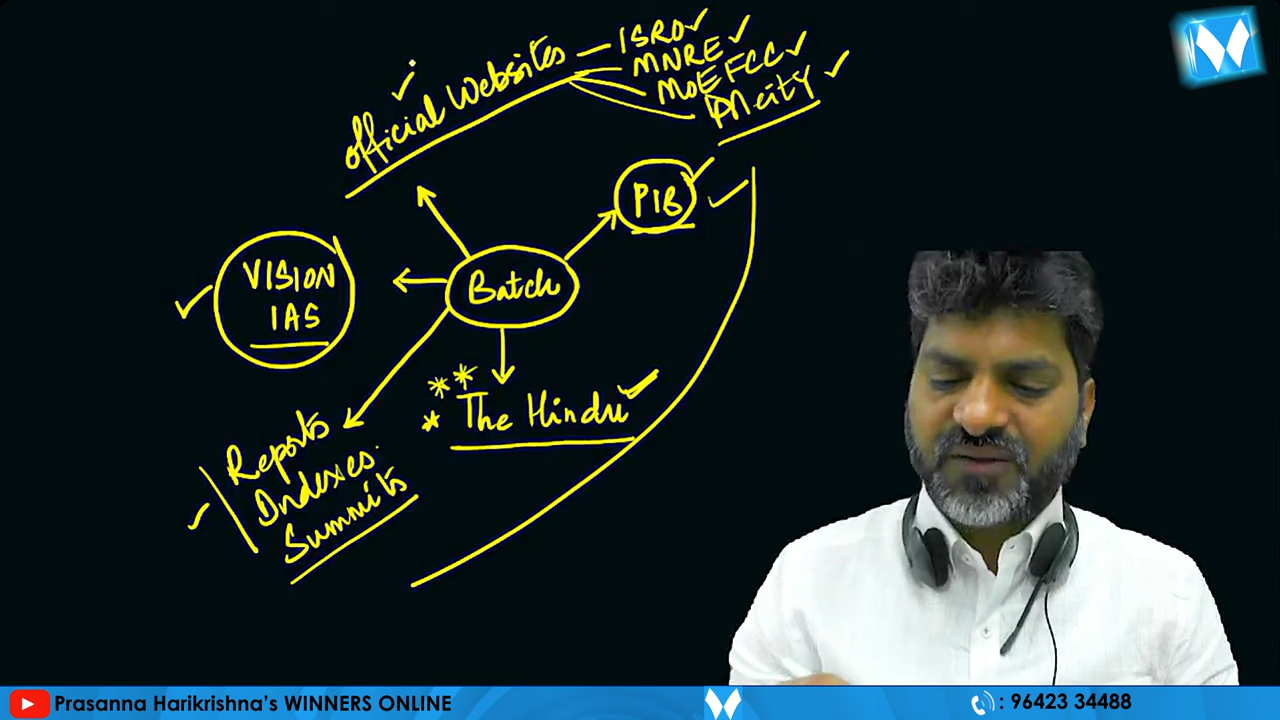 official Websites
ISRO
MNRE
MoEFCC
PIB
Batch
VISION
IAS
The Hindu
Reports
Indexes
Summits
Prasanna Harikrishna's WINNERS ONLINE
: 96423 34488